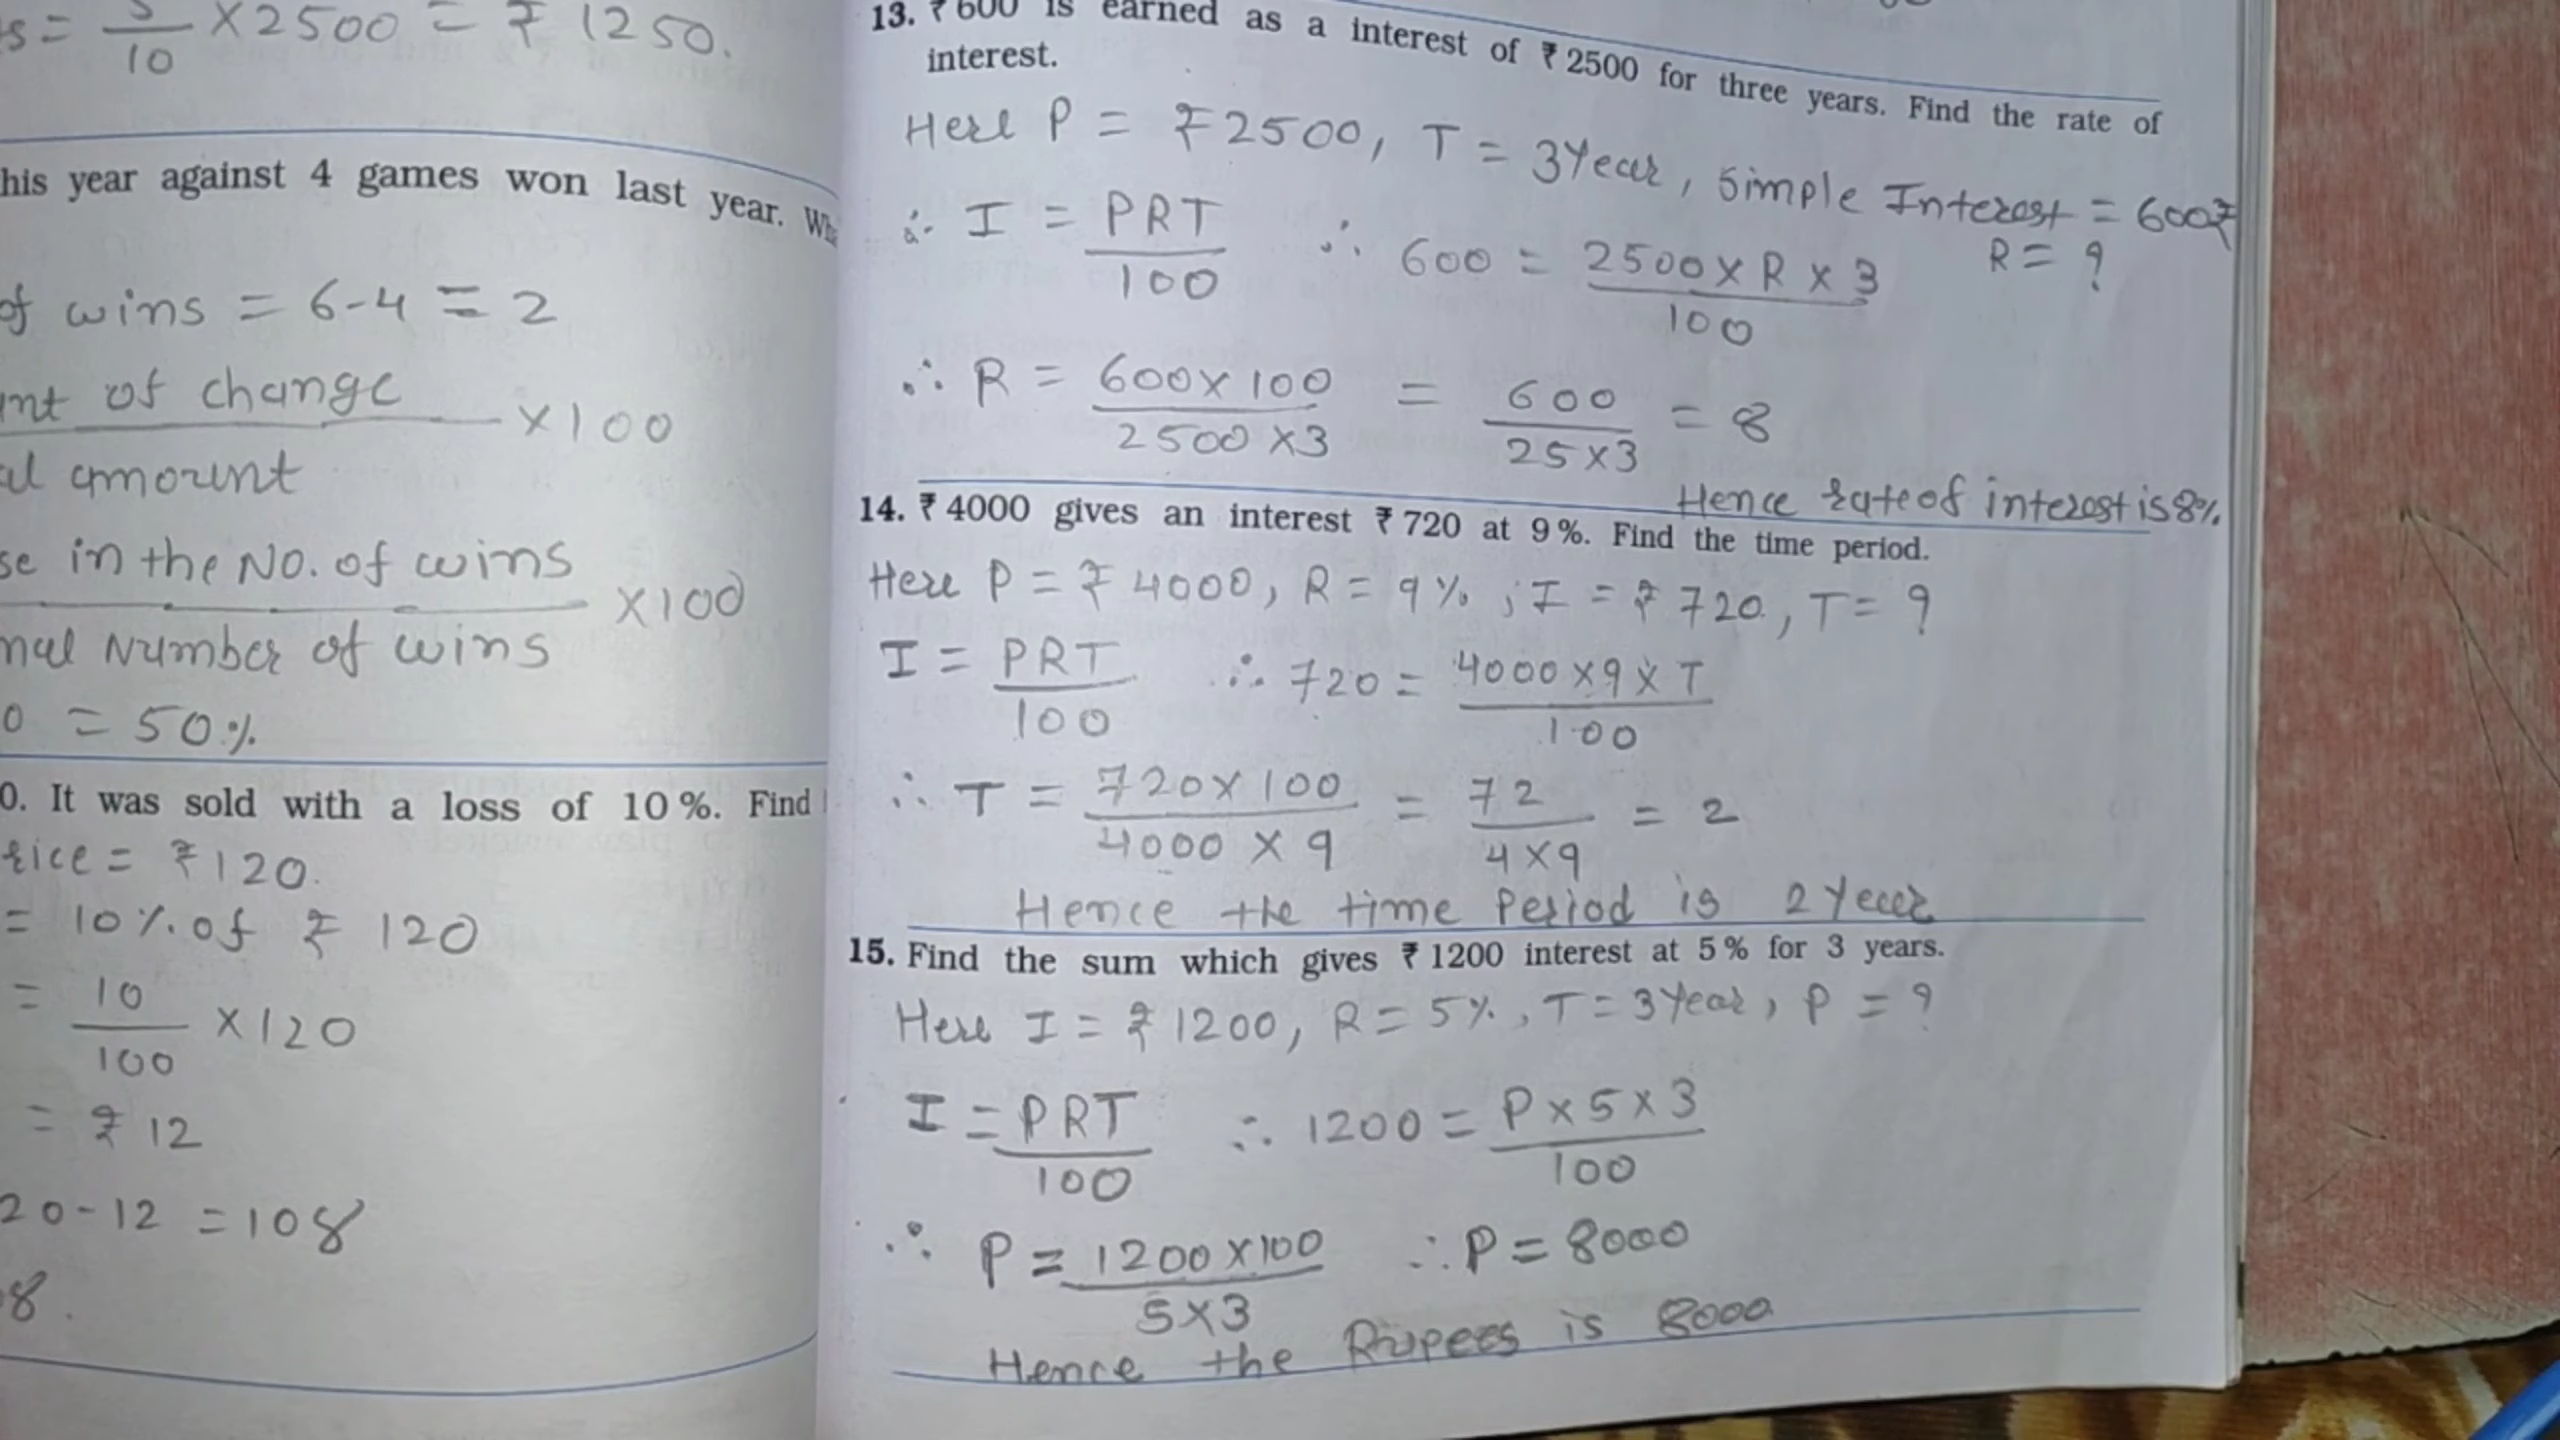 s = 5/10 × 2500 = ₹ 1250.
his year against 4 games won last year.
of wins = 6-4 = 2
of change × 100
amount
in the No. of wins × 100
Number of wins
0 = 50%
0. It was sold with a loss of 10 %. Find
= ₹120.
= 10% of ₹ 120
= 10/100 × 120
= ₹ 12
20-12 = 108
8.
13. ₹ 600 is earned as a interest of ₹ 2500 for three years. Find the rate of
interest.
Here P = ₹2500, T = 3 Year, Simple Interest = 600₹
∴ I = PRT/100 ∴ 600 = 2500 × R × 3/100 R = ?
∴ R = 600 × 100/2500 × 3 = 600/25 × 3 = 8
Hence rate of interest is 8%.
14. ₹ 4000 gives an interest ₹ 720 at 9 %. Find the time period.
Here P = ₹ 4000, R = 9 %, I = ₹ 720, T = ?
I = PRT/100 ∴ 720 = 4000 × 9 × T/100
∴ T = 720 × 100/4000 × 9 = 72/4 × 9 = 2
Hence the time Period is 2 Year
15. Find the sum which gives ₹ 1200 interest at 5 % for 3 years.
Here I = ₹ 1200, R = 5%, T = 3 Year, P = ?
I = PRT/100 ∴ 1200 = P × 5 × 3/100
∴ P = 1200 × 100/5 × 3 ∴ P = 8000
Hence the Rupees is 8000